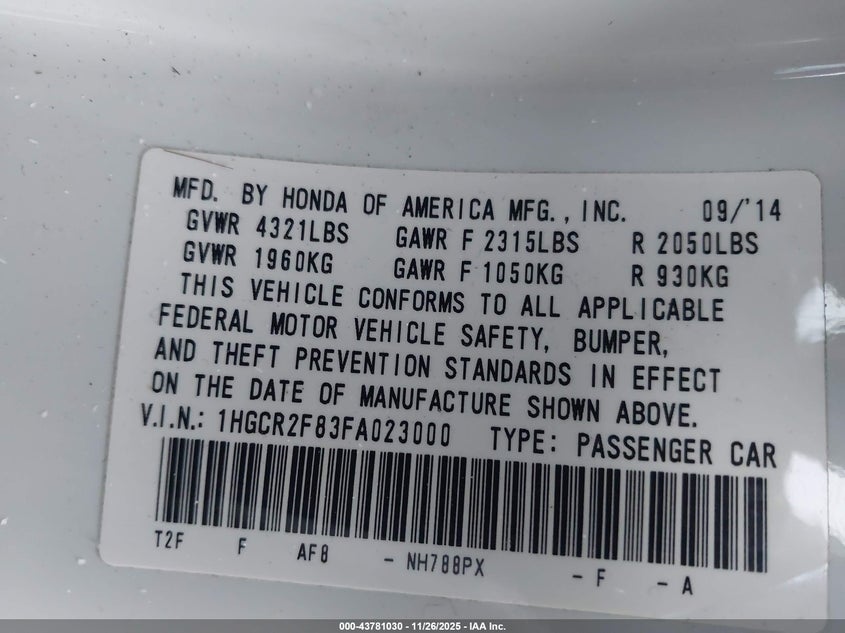 MFD. BY HONDA OF AMERICA MFG., INC. 09/'14
GVWR 4321LBS GAWR F 2315LBS R 2050LBS
GVWR 1960KG GAWR F 1050KG R 930KG
THIS VEHICLE CONFORMS TO ALL APPLICABLE
FEDERAL MOTOR VEHICLE SAFETY, BUMPER,
AND THEFT PREVENTION STANDARDS IN EFFECT
ON THE DATE OF MANUFACTURE SHOWN ABOVE.
V.I.N.: 1HGCR2F83FA023000 TYPE: PASSENGER CAR
T2F F AF8 - NH788PX - F - A
000-43781030 - 11/26/2025 - IAA Inc.